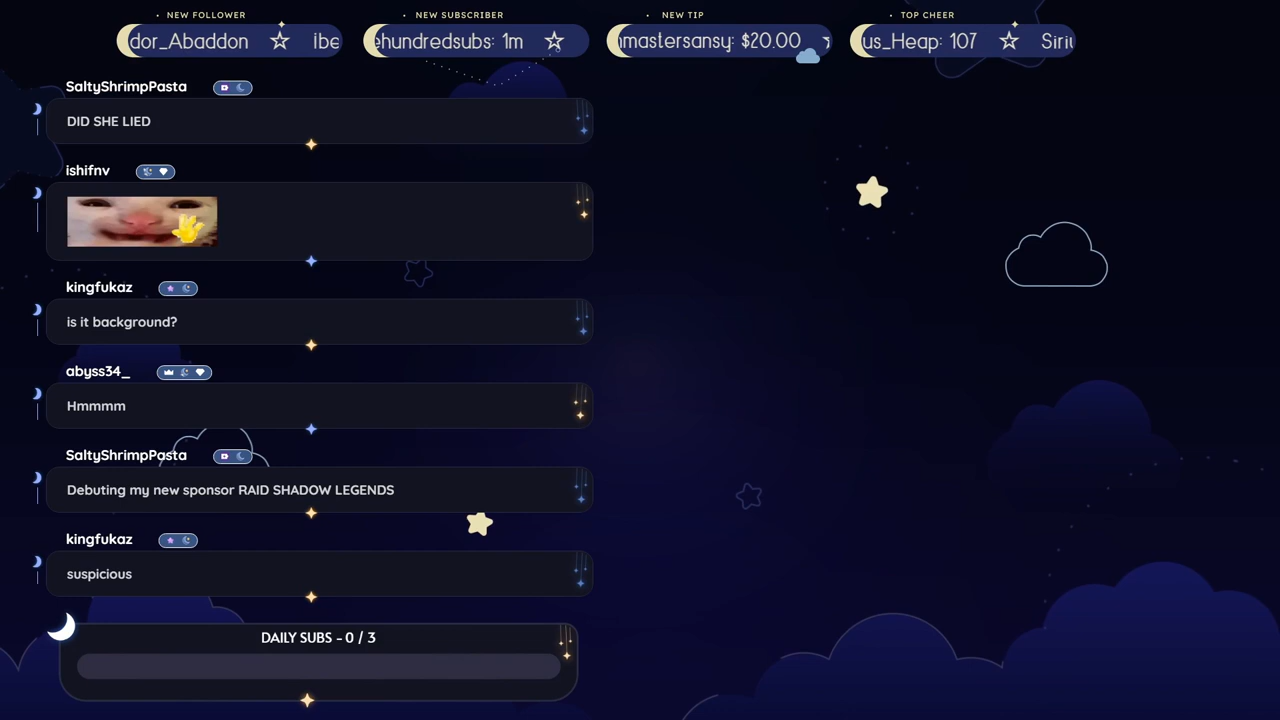 NEW FOLLOWER
NEW SUBSCRIBER
NEW TIP
TOP CHEER
dor_Abaddon ☆ ibe
ehundredsubs: 1m ☆
mastersansy: $20.00
us_Heap: 107 ☆ Siri
SaltyShrimpPasta
DID SHE LIED
ishifnv
kingfukaz
is it background?
abyss34_
Hmmmm
SaltyShrimpPasta
Debuting my new sponsor RAID SHADOW LEGENDS
kingfukaz
suspicious
DAILY SUBS - 0 / 3